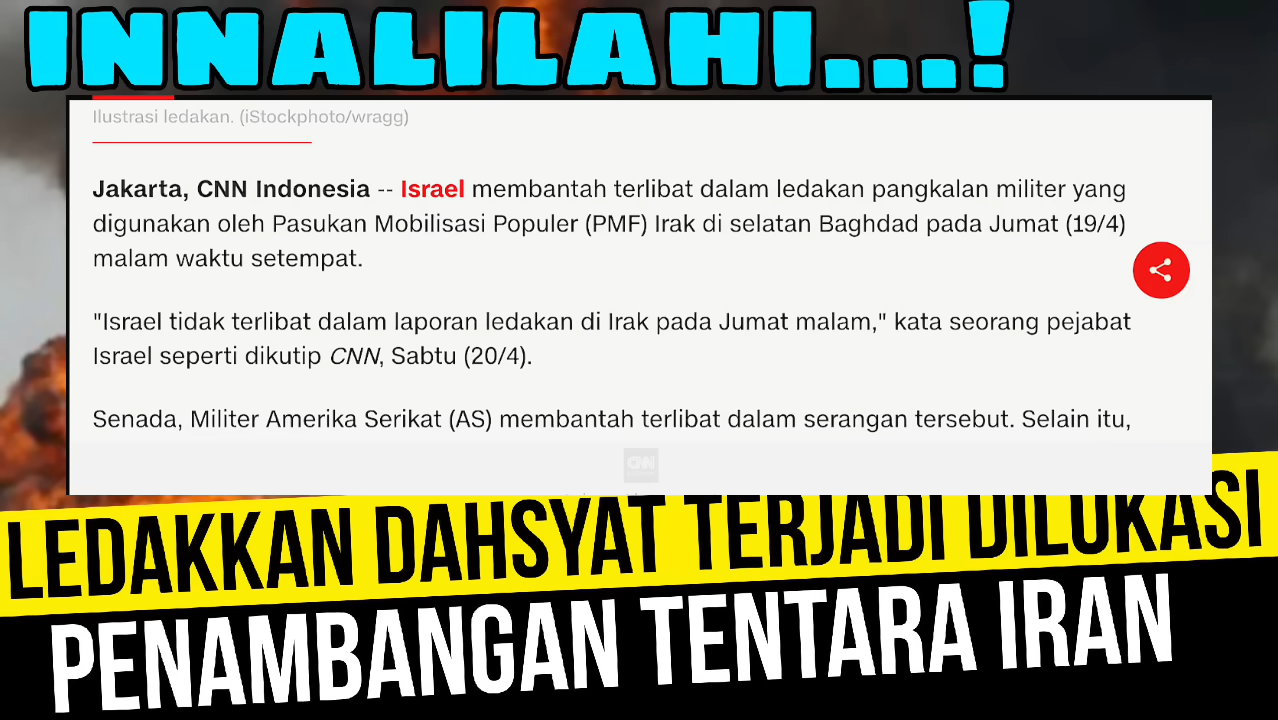 INNALILAHI...!
Ilustrasi ledakan. (iStockphoto/wragg)
Jakarta, CNN Indonesia -- Israel membantah terlibat dalam ledakan pangkalan militer yang
digunakan oleh Pasukan Mobilisasi Populer (PMF) Irak di selatan Baghdad pada Jumat (19/4)
malam waktu setempat.
"Israel tidak terlibat dalam laporan ledakan di Irak pada Jumat malam," kata seorang pejabat
Israel seperti dikutip CNN, Sabtu (20/4).
Senada, Militer Amerika Serikat (AS) membantah terlibat dalam serangan tersebut. Selain itu,
CNN
LEDAKKAN DAHSYAT TERJADI DILUKASI
PENAMBANGAN TENTARA IRAN